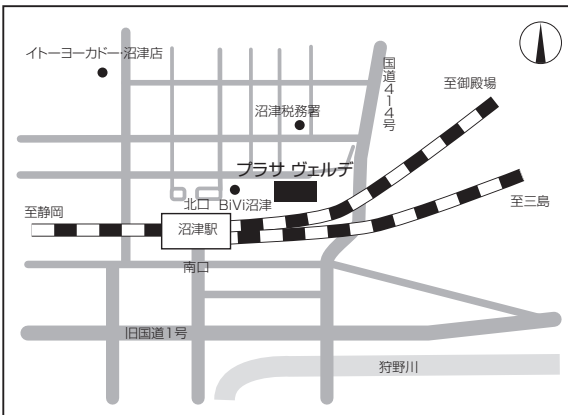 イトーヨーカドー・沼津店
国道414号
至御殿場
沼津税務署
プラサ ヴェルデ
北口
BiVi沼津
至静岡
至三島
沼津駅
南口
旧国道1号
狩野川